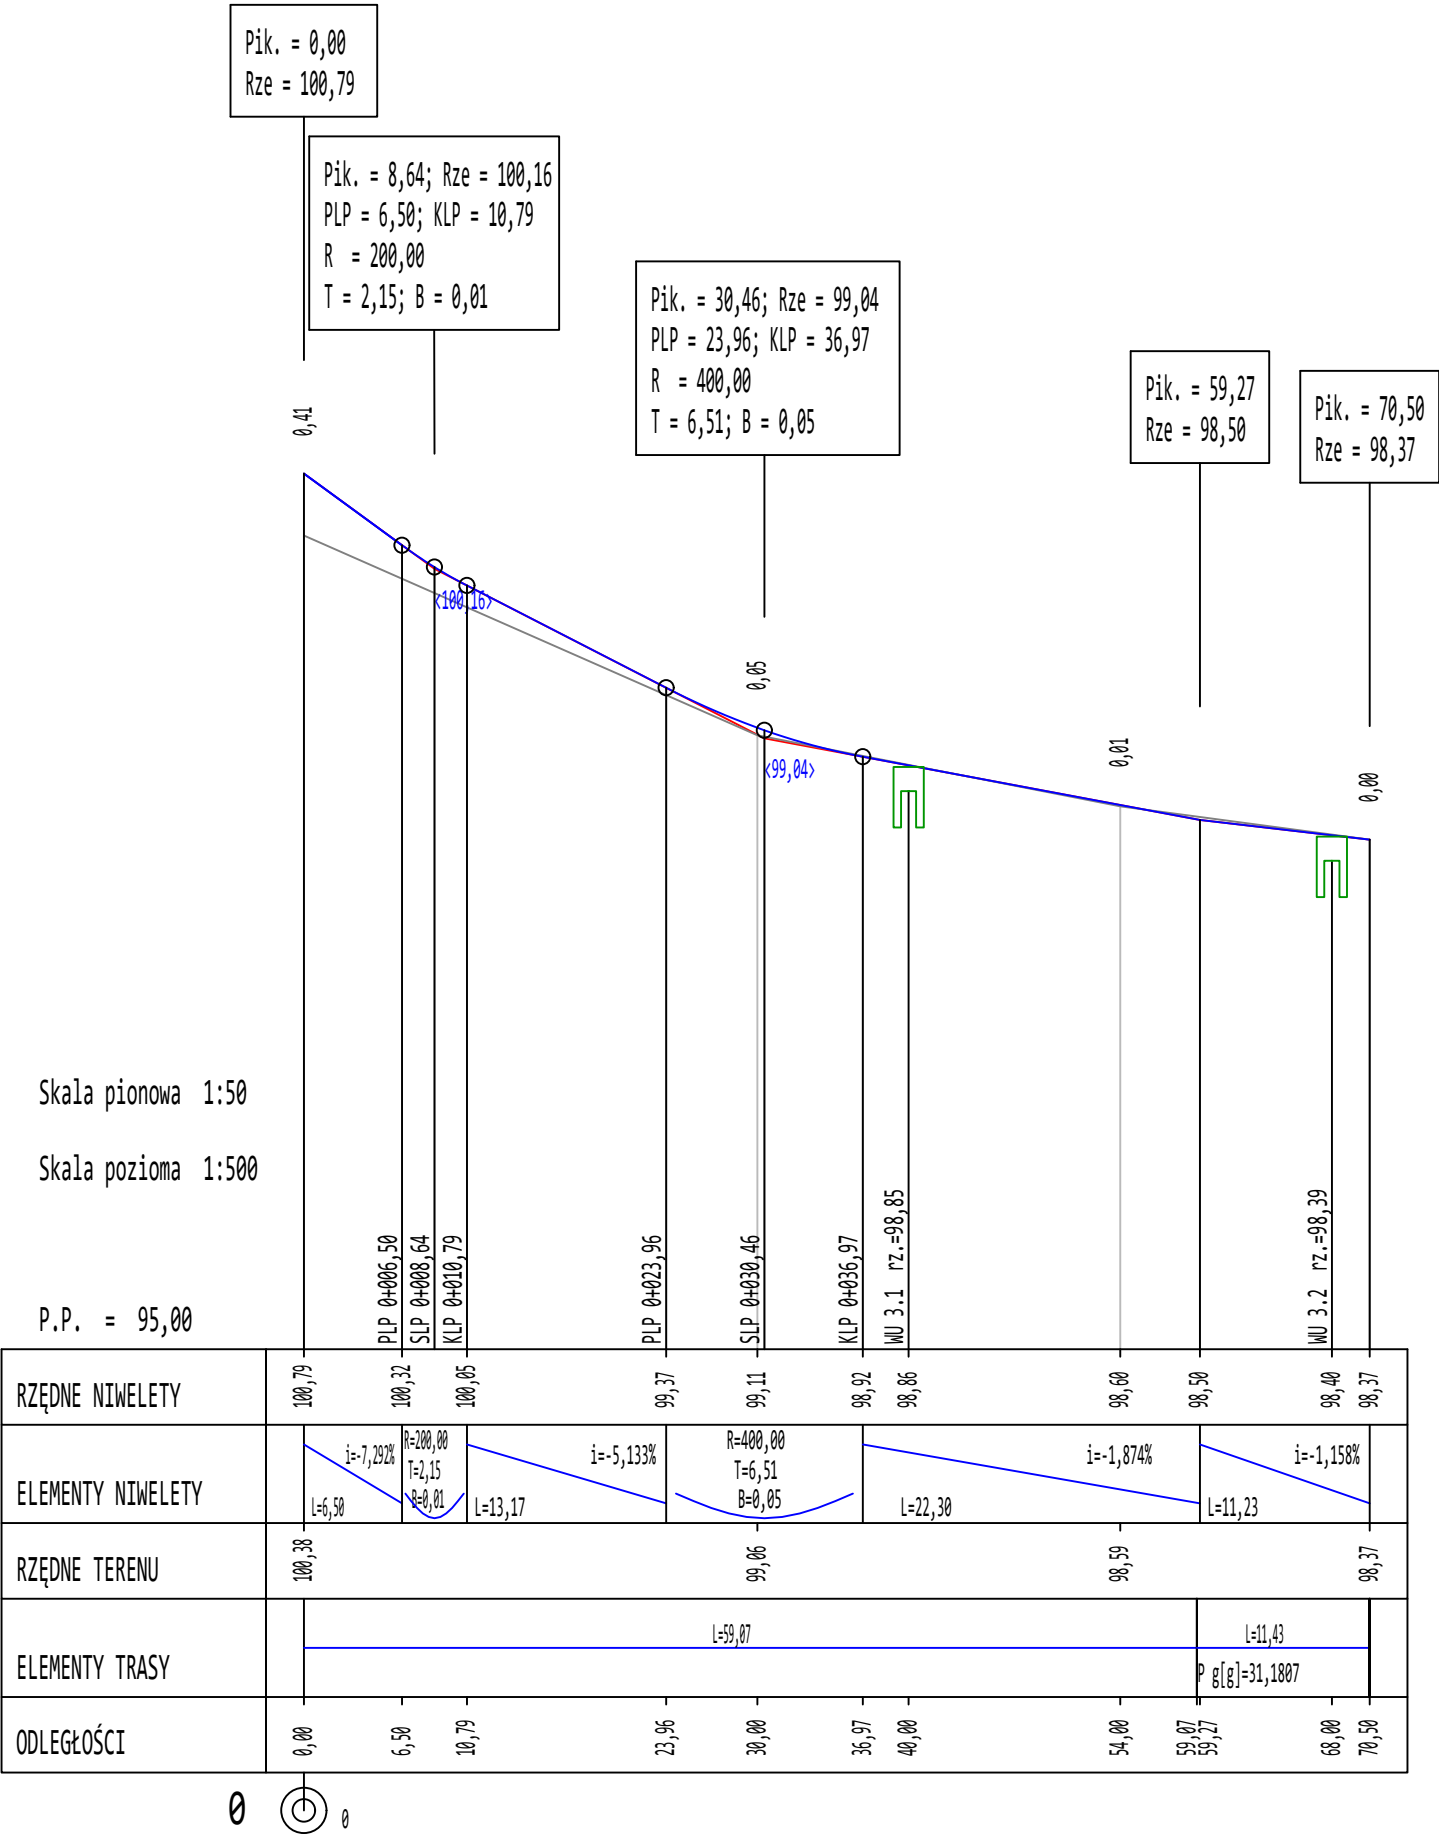 Pik. = 0,00
Rze = 100,79
Pik. = 8,64; Rze = 100,16
PLP = 6,50; KLP = 10,79
R = 200,00
T = 2,15; B = 0,01
Pik. = 30,46; Rze = 99,04
PLP = 23,96; KLP = 36,97
R = 400,00
T = 6,51; B = 0,05
Pik. = 59,27
Rze = 98,50
Pik. = 70,50
Rze = 98,37
0,41
0,05
0,01
0,00
<100,16>
<99,04>
Skala pionowa 1:50
Skala pozioma 1:500
P.P. = 95,00
PLP 0+006,50
SLP 0+008,64
KLP 0+010,79
PLP 0+023,96
SLP 0+030,46
KLP 0+036,97
WU 3.1 rz.=98,85
WU 3.2 rz.=98,39
RZĘDNE NIWELETY
100,79
100,32
100,05
99,37
99,11
98,92
98,86
98,60
98,50
98,40
98,37
ELEMENTY NIWELETY
i=-7,292%
L=6,50
R=200,00
T=2,15
B=0,01
i=-5,133%
L=13,17
R=400,00
T=6,51
B=0,05
i=-1,874%
L=22,30
i=-1,158%
L=11,23
RZĘDNE TERENU
100,38
99,06
98,59
98,37
ELEMENTY TRASY
L=59,07
L=11,43
P g[g]=31,1807
ODLEGŁOŚCI
0,00
6,50
10,79
23,96
30,00
36,97
40,00
54,00
59,07
59,27
68,00
70,50
0
0